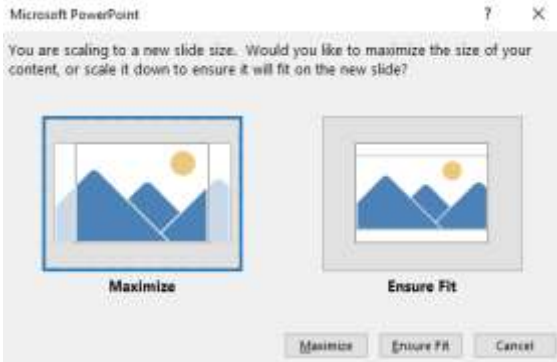 Microsoft PowerPoint ? ×
You are scaling to a new slide size. Would you like to maximize the size of your
content, or scale it down to ensure it will fit on the new slide?
Maximize Ensure Fit
Maximize Ensure Fit Cancel